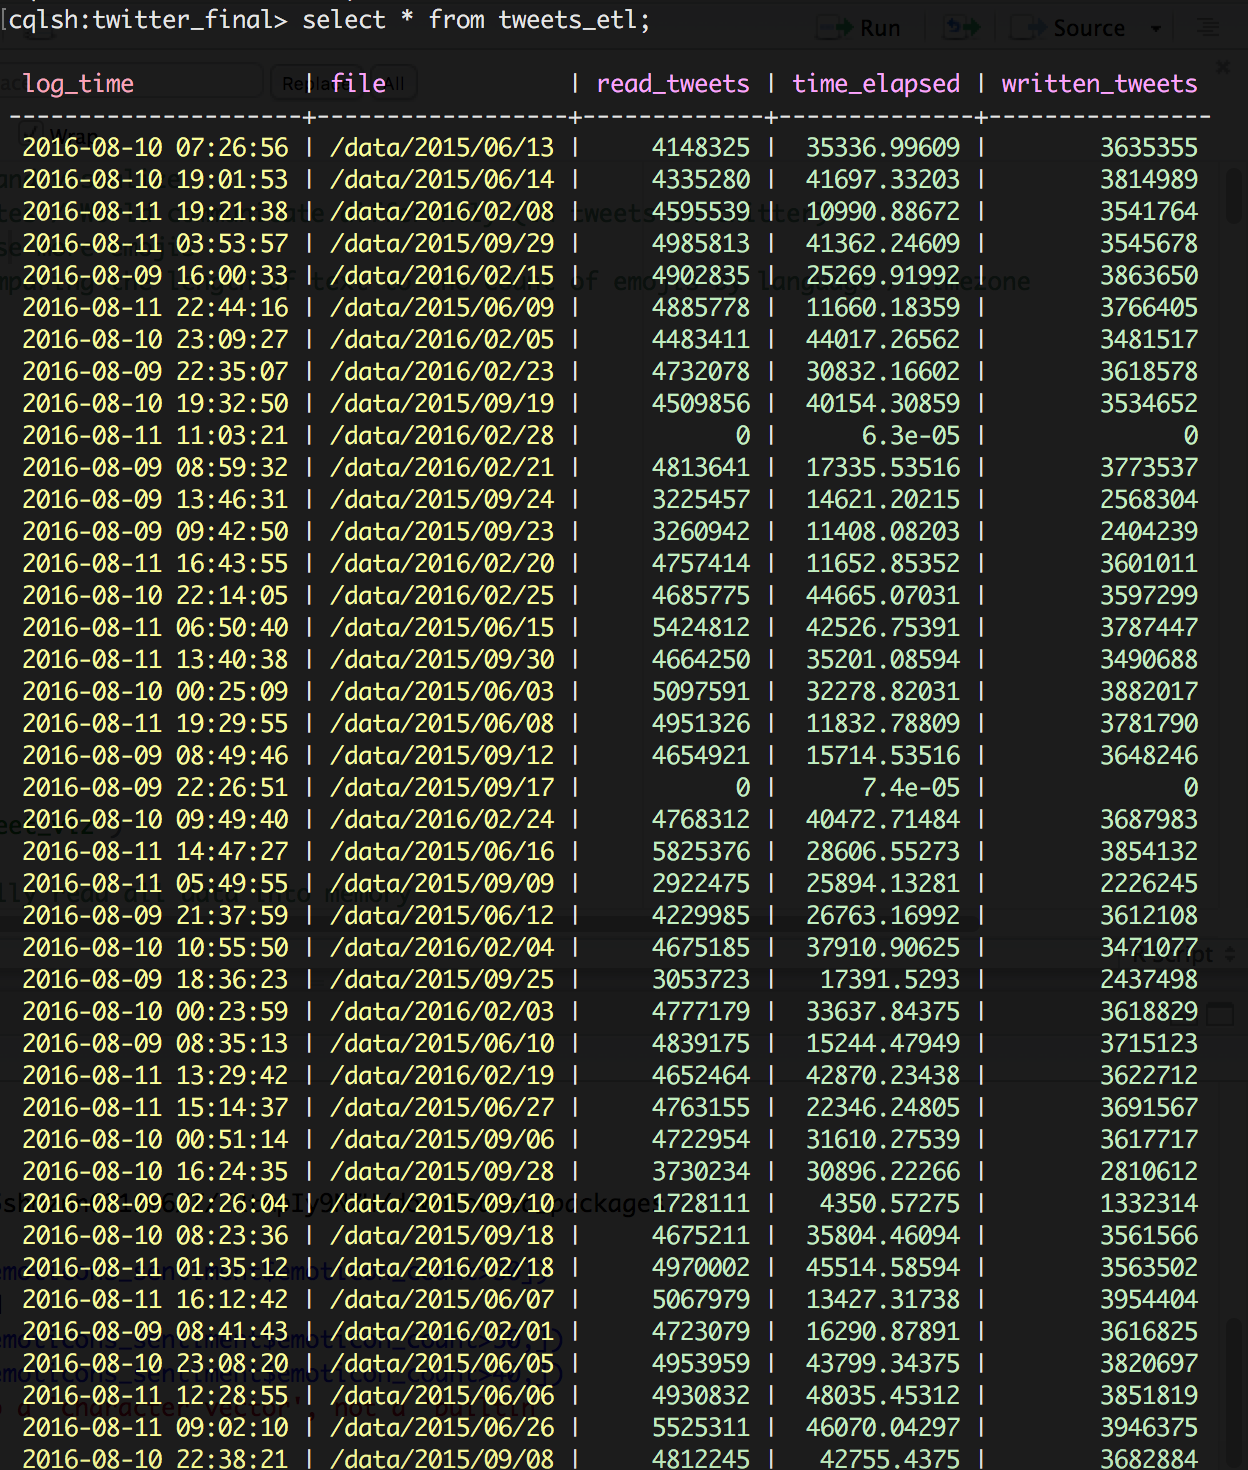 [cqlsh:twitter_final> select * from tweets_etl;
Run
Source
Replace
All
log_time | file | read_tweets | time_elapsed | written_tweets
---------------------+------------------+-------------+--------------+----------------
Wrap
2016-08-10 07:26:56 | /data/2015/06/13 | 4148325 | 35336.99609 | 3635355
2016-08-10 19:01:53 | /data/2015/06/14 | 4335280 | 41697.33203 | 3814989
2016-08-11 19:21:38 | /data/2016/02/08 | 4595539 | 10990.88672 | 3541764
2016-08-11 03:53:57 | /data/2015/09/29 | 4985813 | 41362.24609 | 3545678
2016-08-09 16:00:33 | /data/2016/02/15 | 4902835 | 25269.91992 | 3863650
2016-08-11 22:44:16 | /data/2015/06/09 | 4885778 | 11660.18359 | 3766405
2016-08-10 23:09:27 | /data/2016/02/05 | 4483411 | 44017.26562 | 3481517
2016-08-09 22:35:07 | /data/2016/02/23 | 4732078 | 30832.16602 | 3618578
2016-08-10 19:32:50 | /data/2015/09/19 | 4509856 | 40154.30859 | 3534652
2016-08-11 11:03:21 | /data/2016/02/28 | 0 | 6.3e-05 | 0
2016-08-09 08:59:32 | /data/2016/02/21 | 4813641 | 17335.53516 | 3773537
2016-08-09 13:46:31 | /data/2015/09/24 | 3225457 | 14621.20215 | 2568304
2016-08-09 09:42:50 | /data/2015/09/23 | 3260942 | 11408.08203 | 2404239
2016-08-11 16:43:55 | /data/2016/02/20 | 4757414 | 11652.85352 | 3601011
2016-08-10 22:14:05 | /data/2016/02/25 | 4685775 | 44665.07031 | 3597299
2016-08-11 06:50:40 | /data/2015/06/15 | 5424812 | 42526.75391 | 3787447
2016-08-11 13:40:38 | /data/2015/09/30 | 4664250 | 35201.08594 | 3490688
2016-08-10 00:25:09 | /data/2015/06/03 | 5097591 | 32278.82031 | 3882017
2016-08-11 19:29:55 | /data/2015/06/08 | 4951326 | 11832.78809 | 3781790
2016-08-09 08:49:46 | /data/2015/09/12 | 4654921 | 15714.53516 | 3648246
2016-08-09 22:26:51 | /data/2015/09/17 | 0 | 7.4e-05 | 0
2016-08-10 09:49:40 | /data/2016/02/24 | 4768312 | 40472.71484 | 3687983
2016-08-11 14:47:27 | /data/2015/06/16 | 5825376 | 28606.55273 | 3854132
2016-08-11 05:49:55 | /data/2015/09/09 | 2922475 | 25894.13281 | 2226245
2016-08-09 21:37:59 | /data/2015/06/12 | 4229985 | 26763.16992 | 3612108
2016-08-10 10:55:50 | /data/2016/02/04 | 4675185 | 37910.90625 | 3471077
2016-08-09 18:36:23 | /data/2015/09/25 | 3053723 | 17391.5293 | 2437498
2016-08-10 00:23:59 | /data/2016/02/03 | 4777179 | 33637.84375 | 3618829
2016-08-09 08:35:13 | /data/2015/06/10 | 4839175 | 15244.47949 | 3715123
2016-08-11 13:29:42 | /data/2016/02/19 | 4652464 | 42870.23438 | 3622712
2016-08-11 15:14:37 | /data/2015/06/27 | 4763155 | 22346.24805 | 3691567
2016-08-10 00:51:14 | /data/2015/09/06 | 4722954 | 31610.27539 | 3617717
2016-08-10 16:24:35 | /data/2015/09/28 | 3730234 | 30896.22266 | 2810612
2016-08-09 02:26:04 | /data/2015/09/10 | 1728111 | 4350.57275 | 1332314
2016-08-10 08:23:36 | /data/2015/09/18 | 4675211 | 35804.46094 | 3561566
2016-08-11 01:35:12 | /data/2016/02/18 | 4970002 | 45514.58594 | 3563502
2016-08-11 16:12:42 | /data/2015/06/07 | 5067979 | 13427.31738 | 3954404
2016-08-09 08:41:43 | /data/2016/02/01 | 4723079 | 16290.87891 | 3616825
2016-08-10 23:08:20 | /data/2015/06/05 | 4953959 | 43799.34375 | 3820697
2016-08-11 12:28:55 | /data/2015/06/06 | 4930832 | 48035.45312 | 3851819
2016-08-11 09:02:10 | /data/2015/06/26 | 5525311 | 46070.04297 | 3946375
2016-08-10 22:38:21 | /data/2015/09/08 | 4812245 | 42755.4375 | 3682884